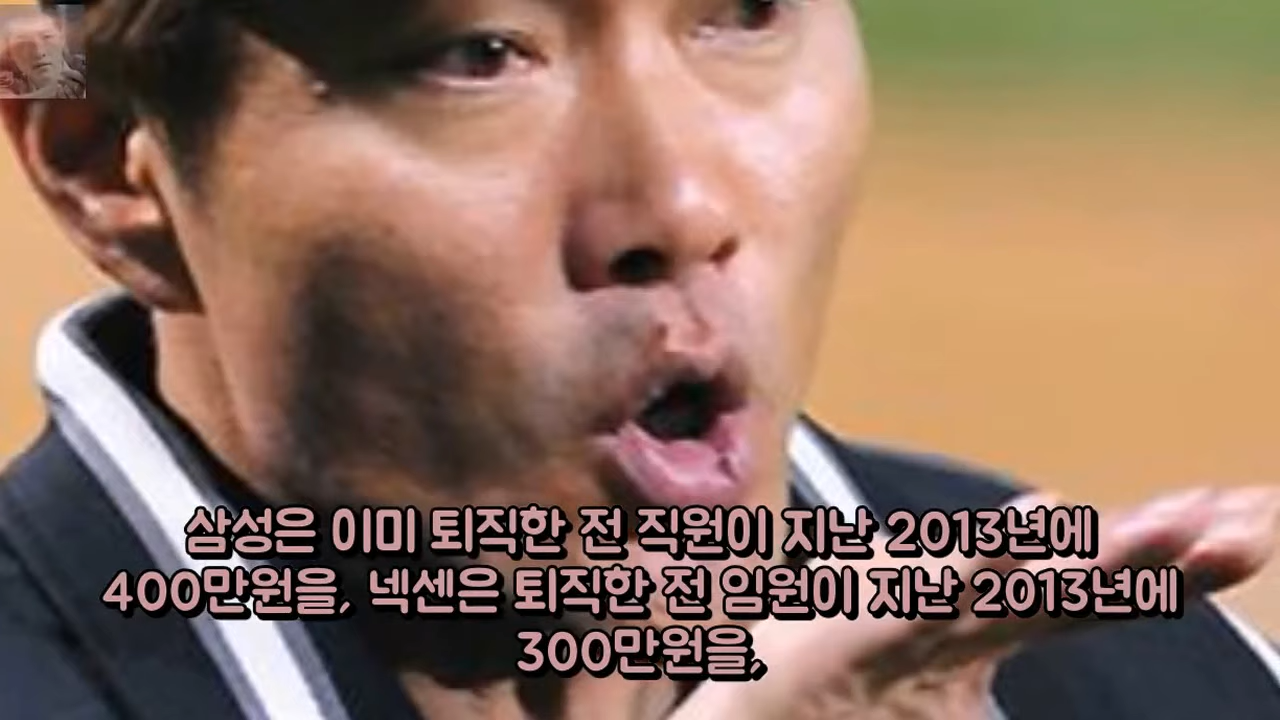 삼성은 이미 퇴직한 전 직원이 지난 2013년에
400만원을, 넥센은 퇴직한 전 임원이 지난 2013년에
300만원을,